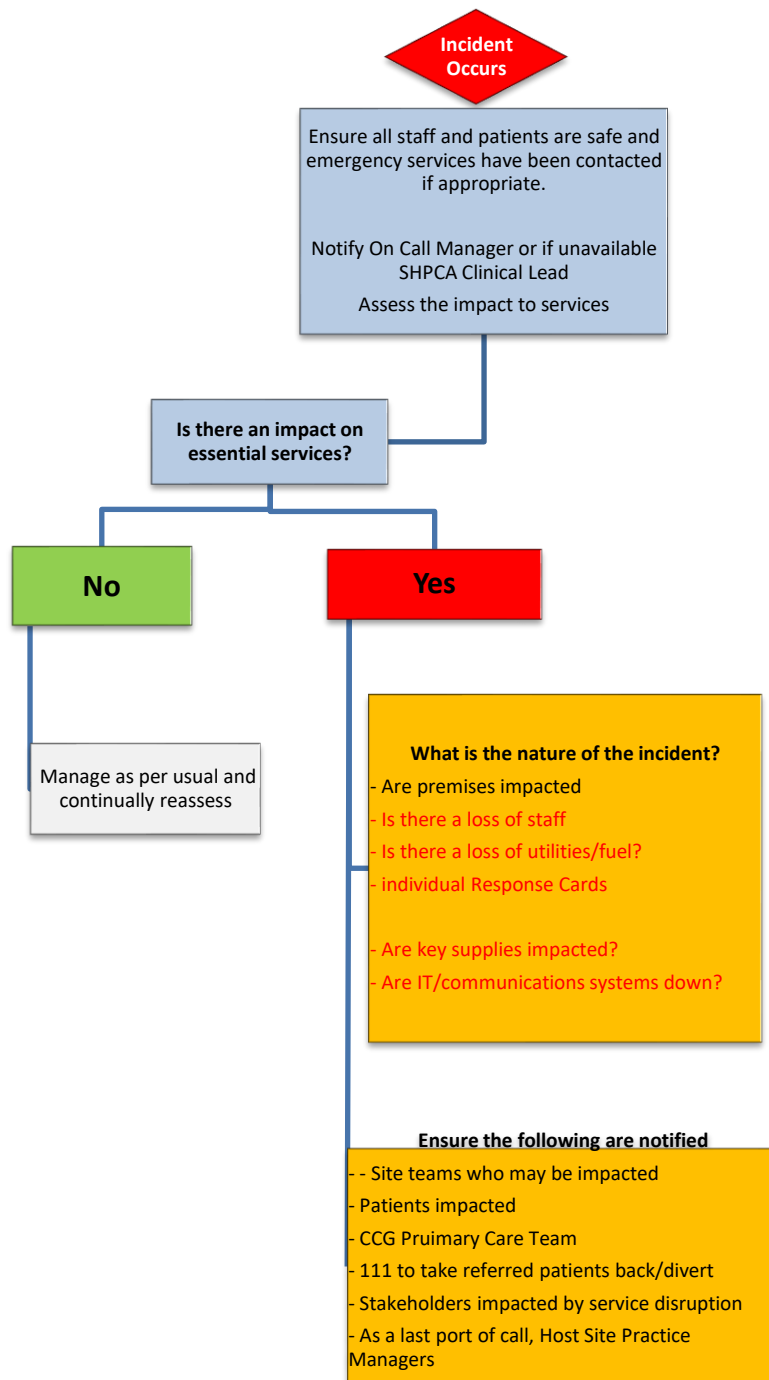 Incident
Occurs
Ensure all staff and patients are safe and
emergency services have been contacted
if appropriate.
Notify On Call Manager or if unavailable
SHPCA Clinical Lead
Assess the impact to services
Is there an impact on
essential services?
No
Yes
Manage as per usual and
continually reassess
What is the nature of the incident?
- Are premises impacted
- Is there a loss of staff
- Is there a loss of utilities/fuel?
- individual Response Cards
- Are key supplies impacted?
- Are IT/communications systems down?
Ensure the following are notified
- - Site teams who may be impacted
- Patients impacted
- CCG Pruimary Care Team
- 111 to take referred patients back/divert
- Stakeholders impacted by service disruption
- As a last port of call, Host Site Practice
Managers